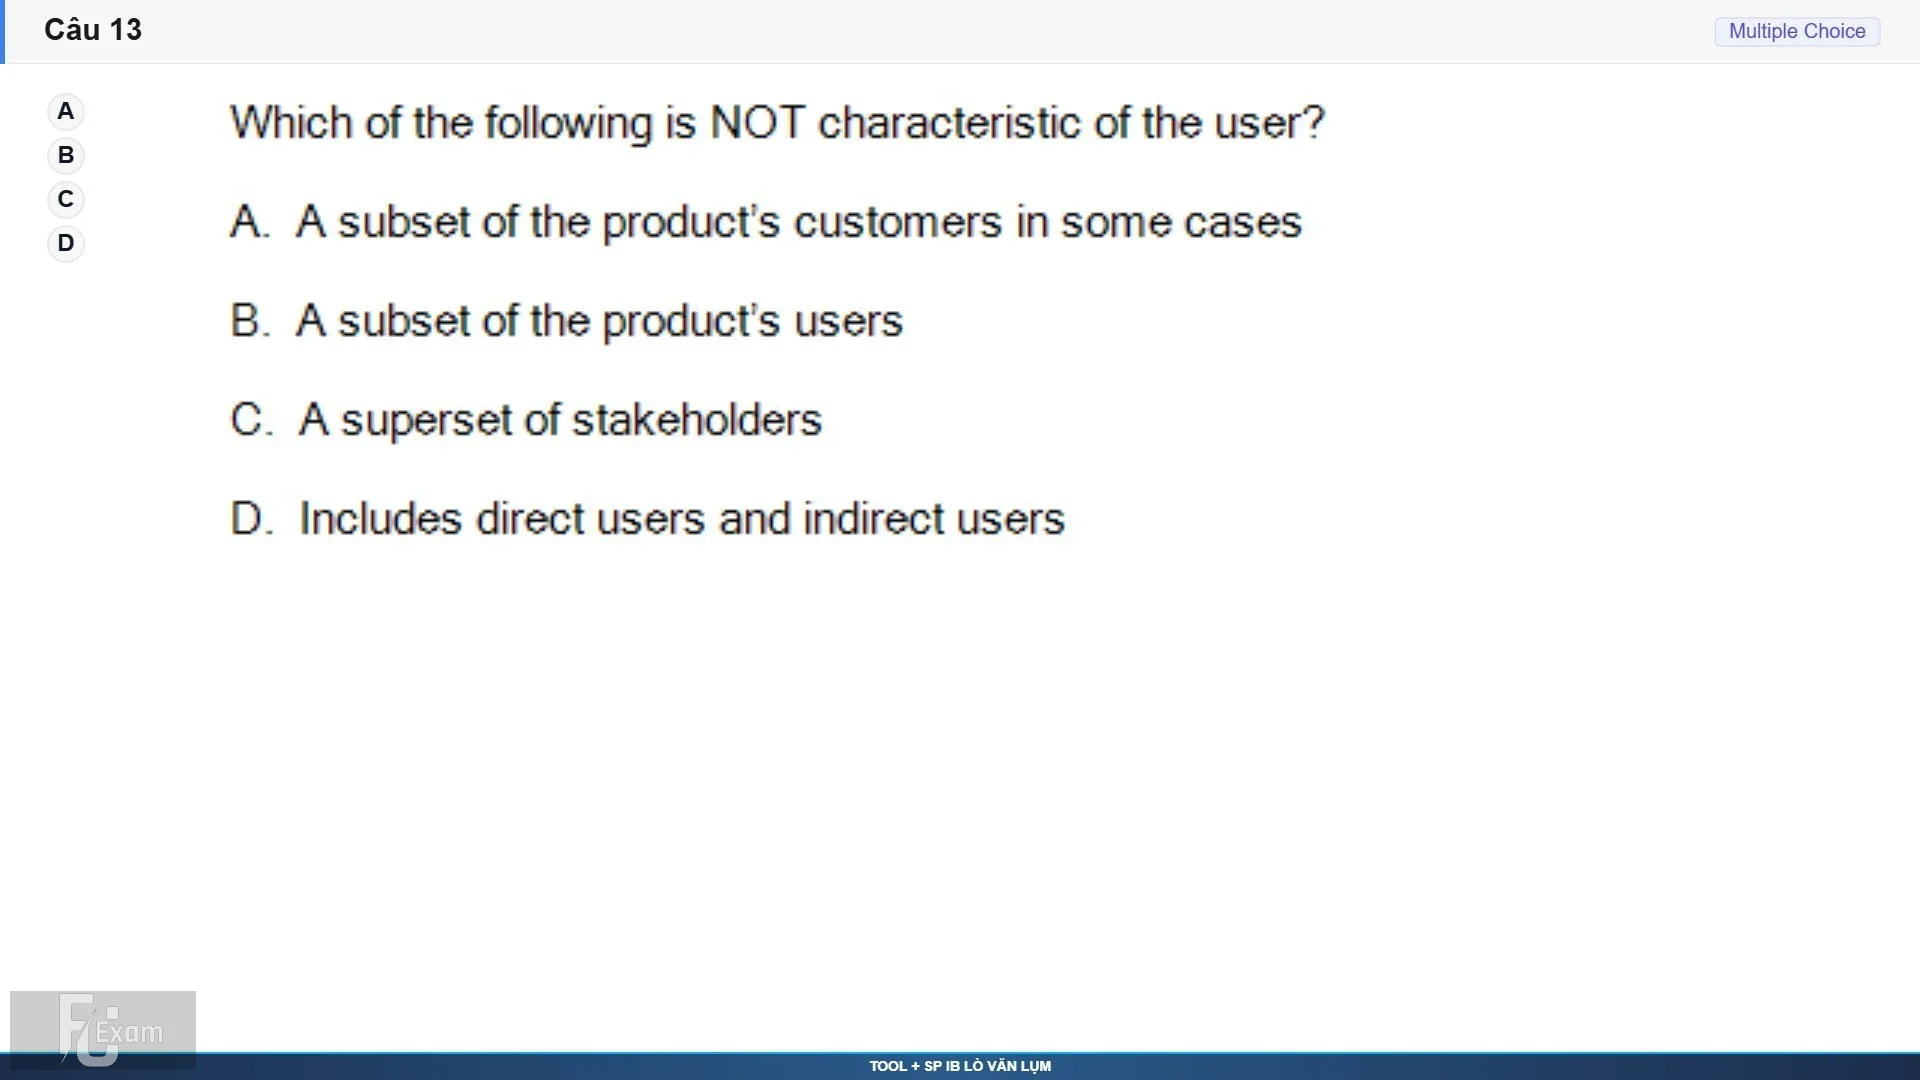 Câu 13
Multiple Choice
A
B
C
D
Which of the following is NOT characteristic of the user?
A. A subset of the product's customers in some cases
B. A subset of the product's users
C. A superset of stakeholders
D. Includes direct users and indirect users
Exam
TOOL + SP IB LÒ VĂN LỤM